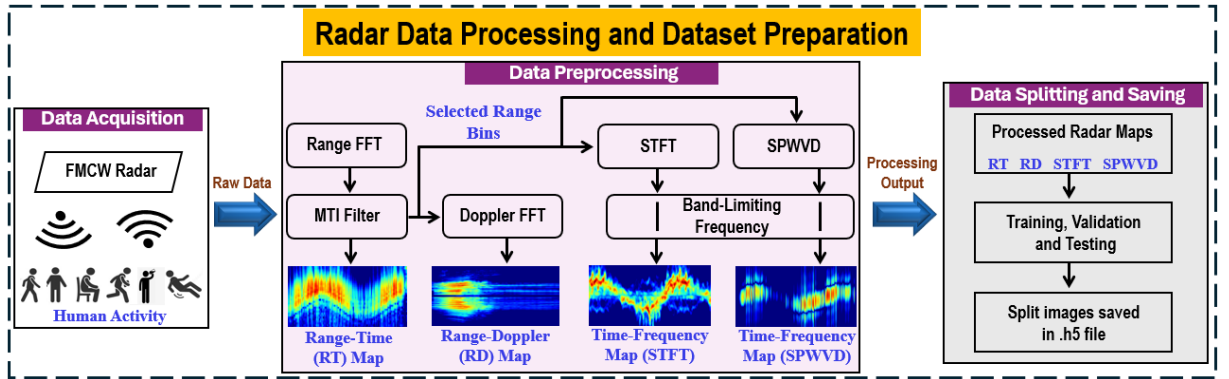 Radar Data Processing and Dataset Preparation
Data Acquisition
FMCW Radar
Human Activity
Raw Data
Data Preprocessing
Selected Range
Bins
Range FFT
STFT
SPWVD
MTI Filter
Doppler FFT
Band-Limiting
Frequency
Range-Time
(RT) Map
Range-Doppler
(RD) Map
Time-Frequency
Map (STFT)
Time-Frequency
Map (SPWVD)
Processing
Output
Data Splitting and Saving
Processed Radar Maps
RT RD STFT SPWVD
Training, Validation
and Testing
Split images saved
in .h5 file